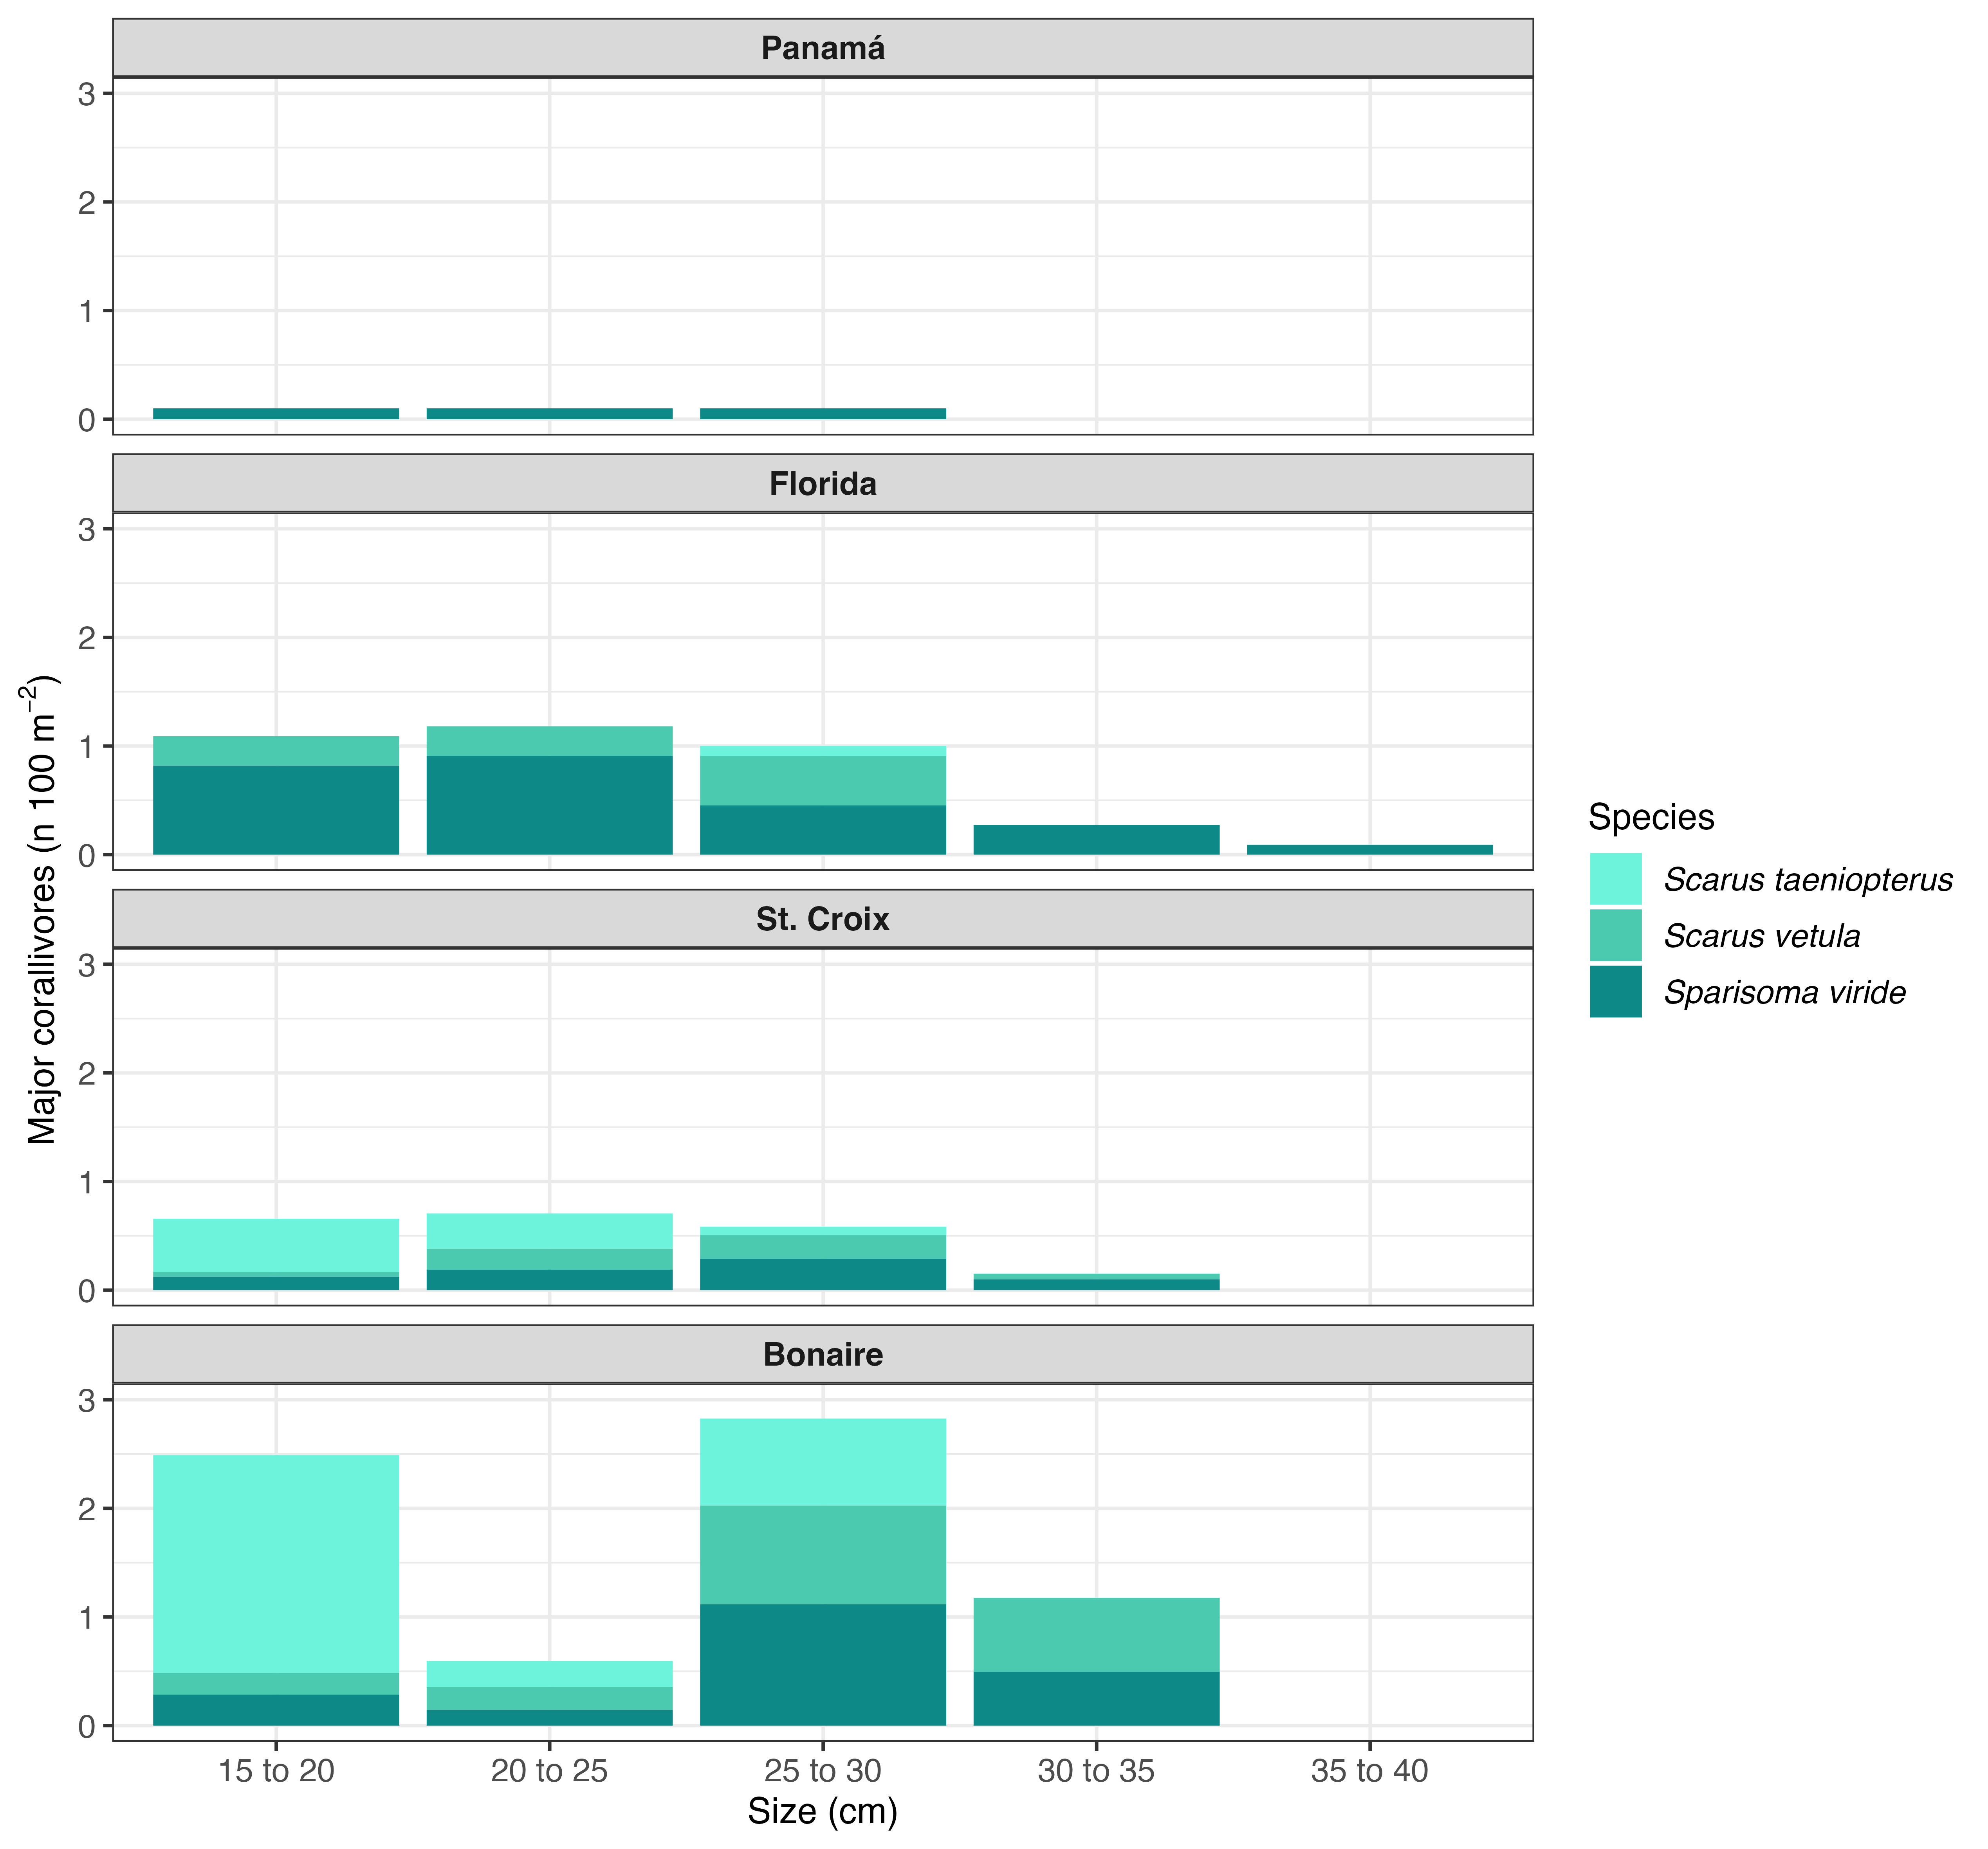 Panamá
3
2
1
0
Florida
3
2
1
0
St. Croix
3
2
1
0
Bonaire
3
2
1
0
15 to 20 20 to 25 25 to 30 30 to 35 35 to 40
Size (cm)
Major corallivores (n 100 m⁻²)
Species
Scarus taeniopterus
Scarus vetula
Sparisoma viride